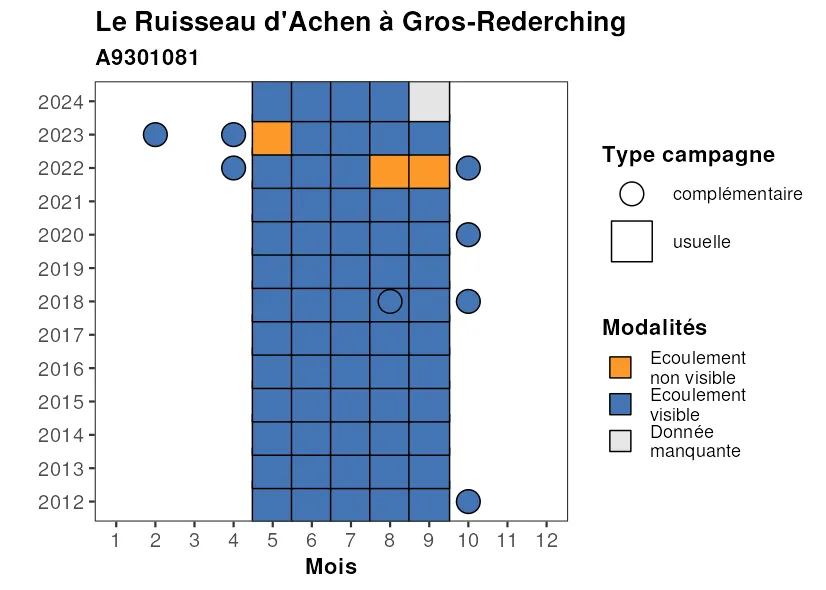 Le Ruisseau d'Achen à Gros-Rederching
A9301081
2024
2023
2022
2021
2020
2019
2018
2017
2016
2015
2014
2013
2012
1 2 3 4 5 6 7 8 9 10 11 12
Mois
Type campagne
complémentaire
usuelle
Modalités
Ecoulement
non visible
Ecoulement
visible
Donnée
manquante